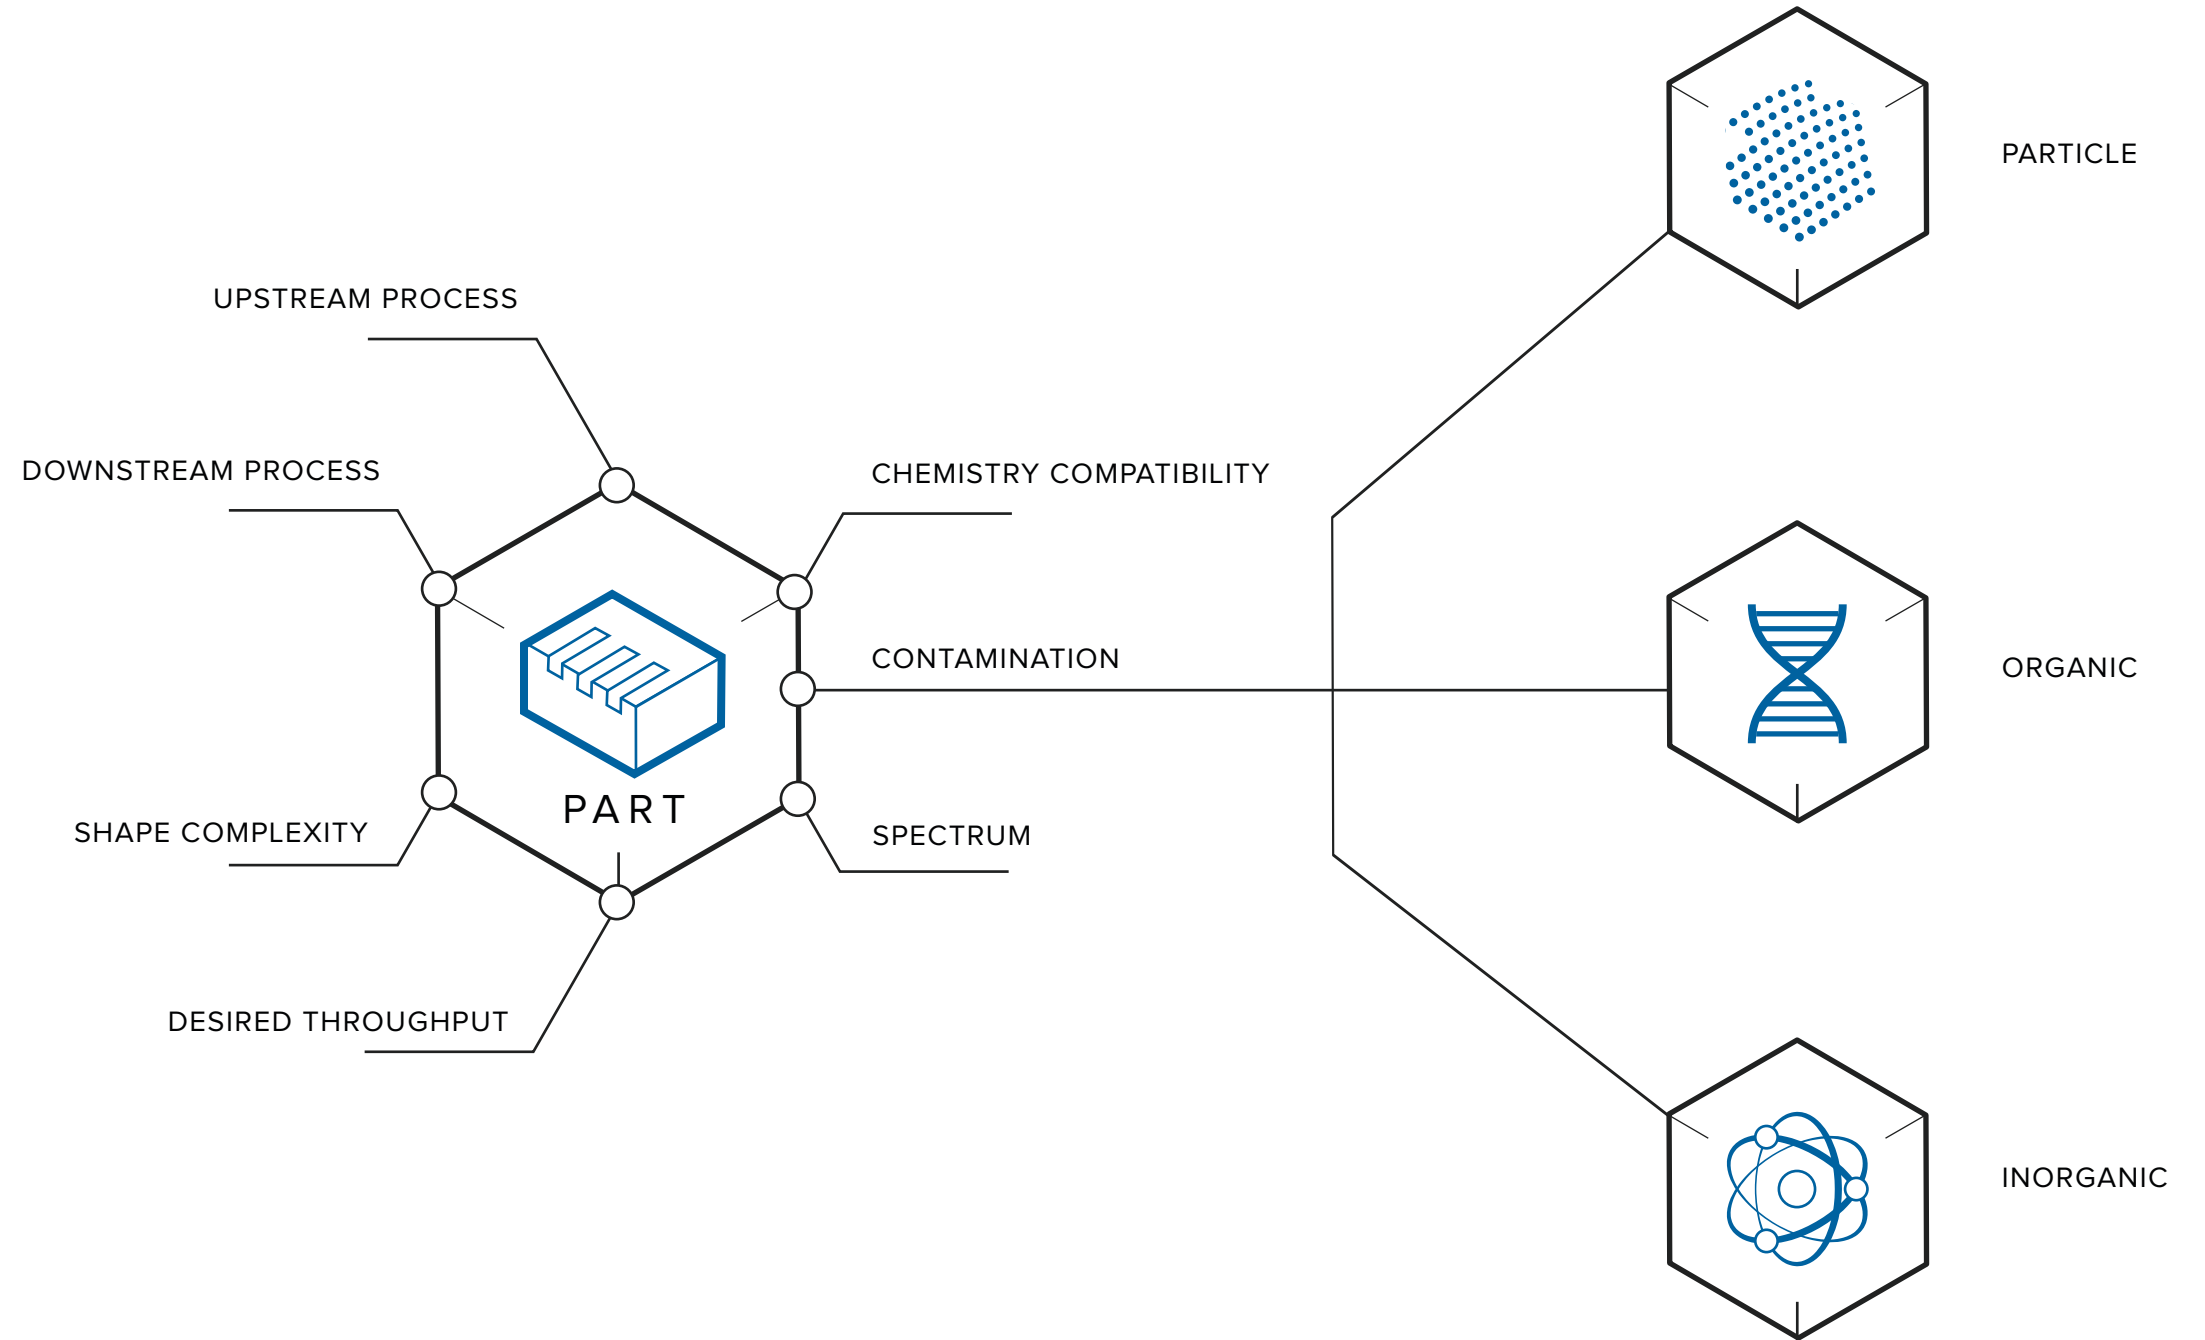 UPSTREAM PROCESS
DOWNSTREAM PROCESS
SHAPE COMPLEXITY
DESIRED THROUGHPUT
PART
CHEMISTRY COMPATIBILITY
CONTAMINATION
SPECTRUM
PARTICLE
ORGANIC
INORGANIC